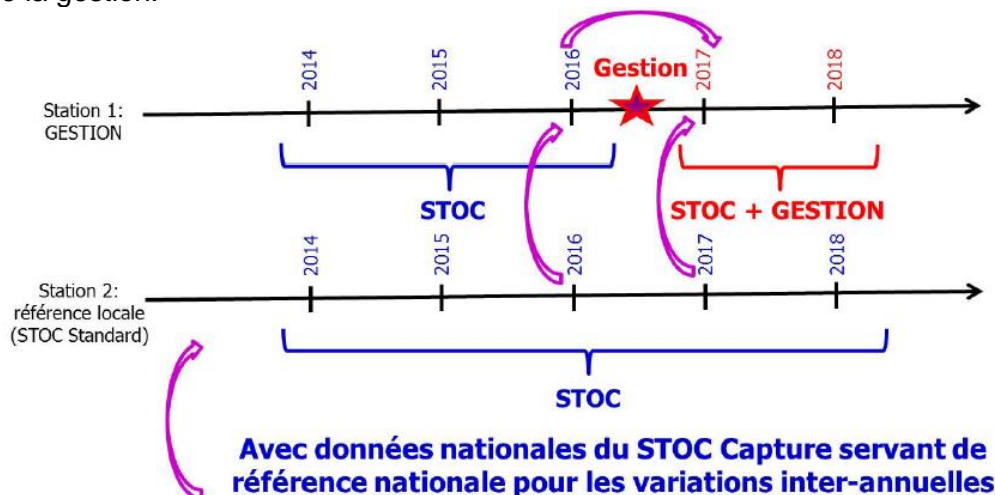 e la gestion.
2014 2015 2016 Gestion 2017 2018
Station 1:
GESTION
STOC
STOC + GESTION
2014 2015 2016 2017 2018
Station 2:
référence locale
(STOC Standard)
STOC
Avec données nationales du STOC Capture servant de
référence nationale pour les variations inter-annuelles